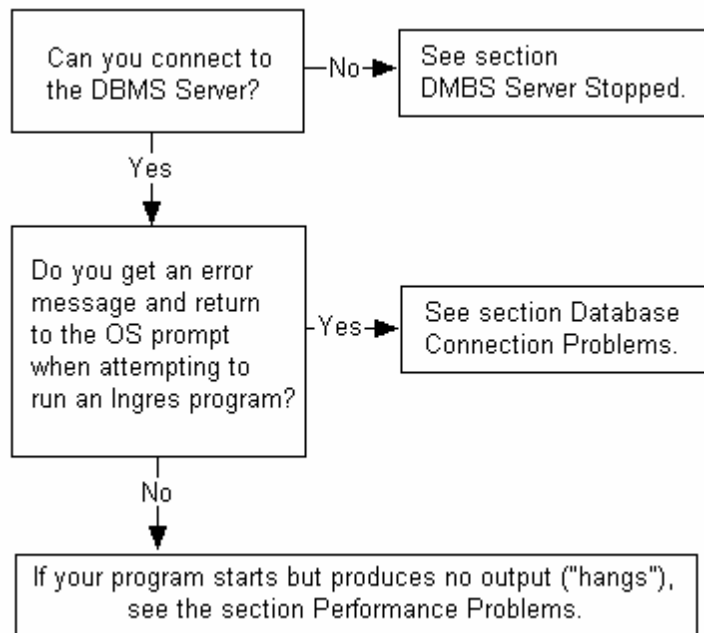 Can you connect to
the DBMS Server?
No
See section
DMBS Server Stopped.
Yes
Do you get an error
message and return
to the OS prompt
when attempting to
run an Ingres program?
Yes
See section Database
Connection Problems.
No
If your program starts but produces no output ("hangs"),
see the section Performance Problems.